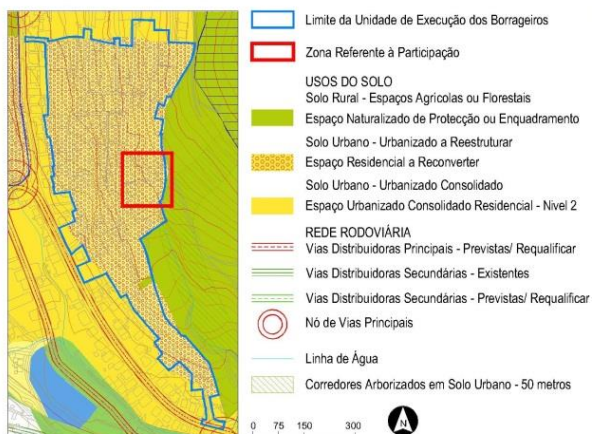 Limite da Unidade de Execução dos Borrageiros
Zona Referente à Participação
USOS DO SOLO
Solo Rural - Espaços Agrícolas ou Florestais
Espaço Naturalizado de Protecção ou Enquadramento
Solo Urbano - Urbanizado a Reestruturar
Espaço Residencial a Reconverter
Solo Urbano - Urbanizado Consolidado
Espaço Urbanizado Consolidado Residencial - Nivel 2
REDE RODOVIÁRIA
Vias Distribuidoras Principais - Previstas/ Requalificar
Vias Distribuidoras Secundárias - Existentes
Vias Distribuidoras Secundárias - Previstas/ Requalificar
Nó de Vias Principais
Linha de Água
Corredores Arborizados em Solo Urbano - 50 metros
0 75 150 300
N